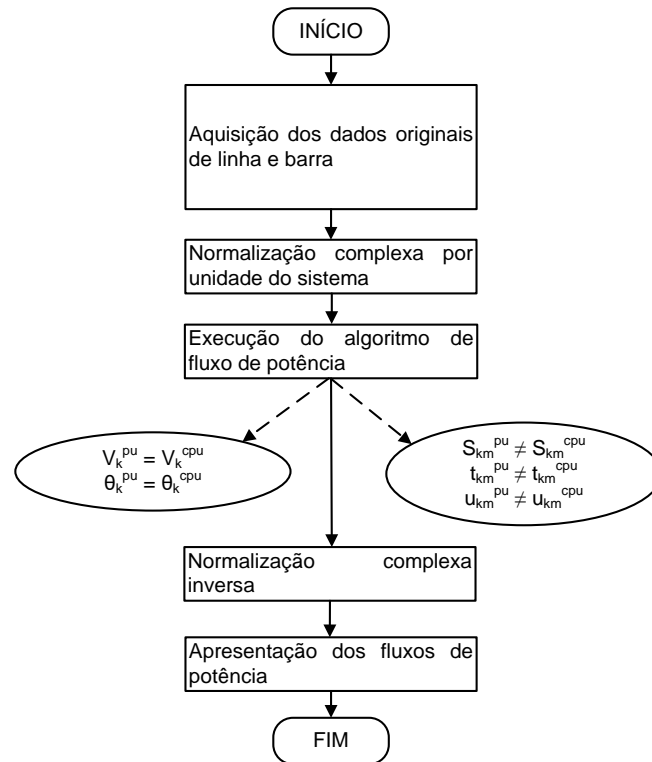 INÍCIO
Aquisição dos dados originais
de linha e barra
Normalização complexa por
unidade do sistema
Execução do algoritmo de
fluxo de potência
V_k^pu = V_k^cpu
θ_k^pu = θ_k^cpu
S_km^pu ≠ S_km^cpu
t_km^pu ≠ t_km^cpu
u_km^pu ≠ u_km^cpu
Normalização complexa
inversa
Apresentação dos fluxos de
potência
FIM